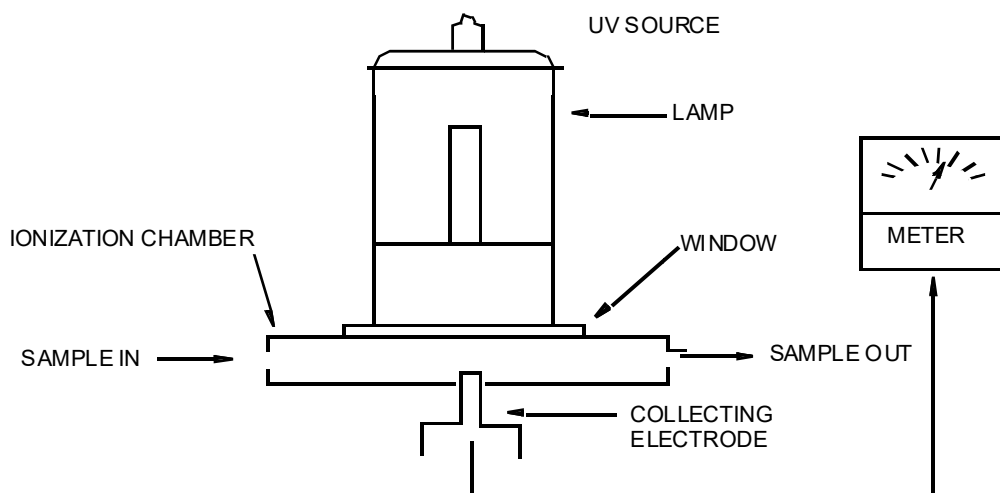 UV SOURCE
LAMP
IONIZATION CHAMBER
WINDOW
METER
SAMPLE IN
SAMPLE OUT
COLLECTING
ELECTRODE